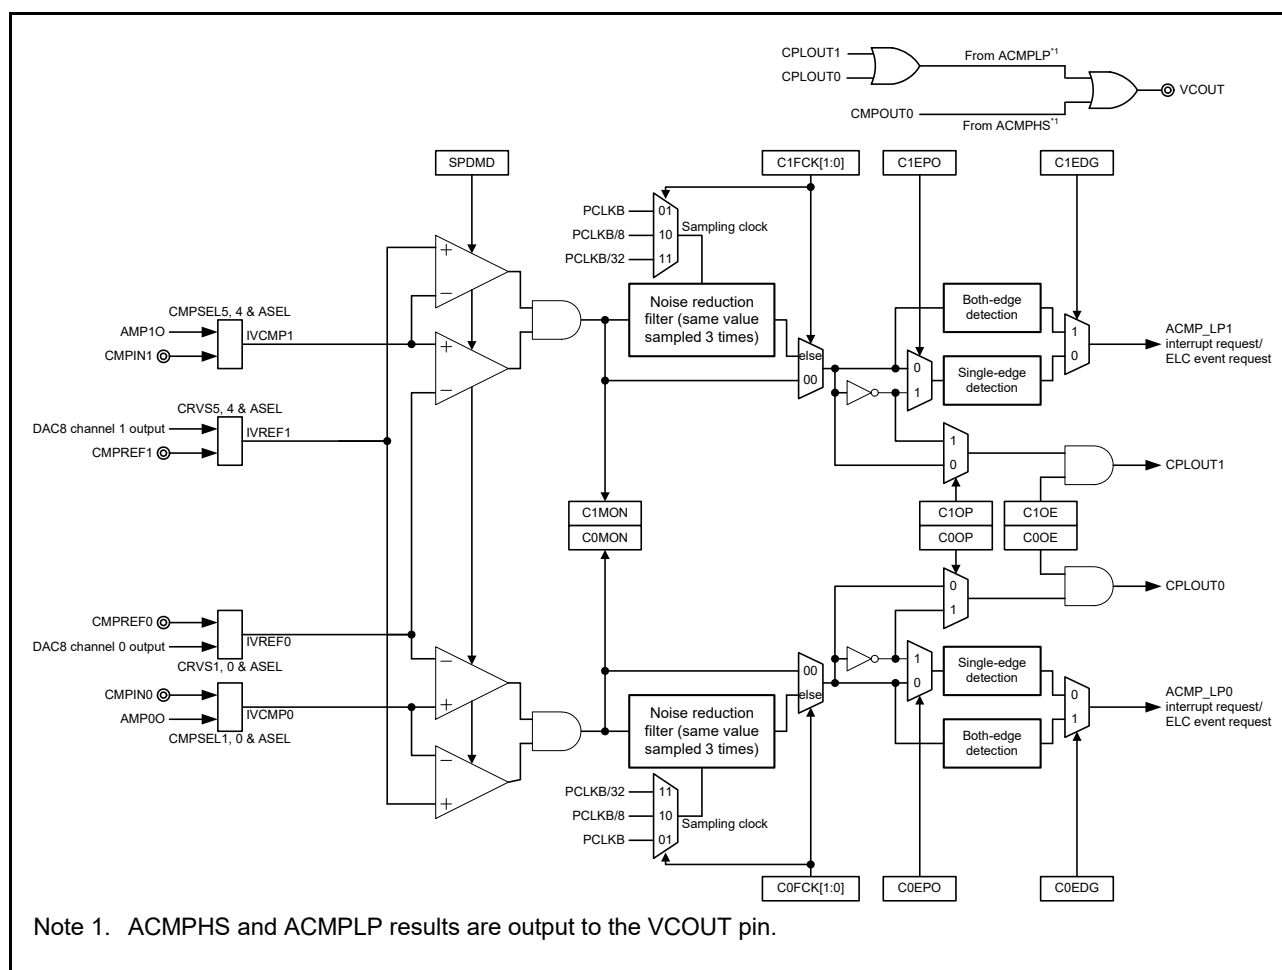 CPLOUT1
CPLOUT0
From ACMPLP*1
VCOUT
CMPOUT0
From ACMPHS*1
SPDMD
C1FCK[1:0]
C1EPO
C1EDG
PCLKB
01
PCLKB/8
10
Sampling clock
PCLKB/32
11
+
−
Noise reduction
filter (same value
sampled 3 times)
Both-edge
detection
CMPSEL5, 4 & ASEL
AMP1O
IVCMP1
CMPIN1
+
−
else
00
0
1
Single-edge
detection
1
0
ACMP_LP1
interrupt request/
ELC event request
CRVS5, 4 & ASEL
DAC8 channel 1 output
IVREF1
CMPREF1
1
0
CPLOUT1
C1MON
C0MON
C1OP
C0OP
C1OE
C0OE
0
1
CPLOUT0
CMPREF0
IVREF0
DAC8 channel 0 output
CRVS1, 0 & ASEL
−
+
CMPIN0
IVCMP0
AMP0O
CMPSEL1, 0 & ASEL
00
else
1
0
Single-edge
detection
0
1
ACMP_LP0
interrupt request/
ELC event request
Noise reduction
filter (same value
sampled 3 times)
Both-edge
detection
−
+
PCLKB/32
11
PCLKB/8
10
Sampling clock
PCLKB
01
C0FCK[1:0]
C0EPO
C0EDG
Note 1. ACMPHS and ACMPLP results are output to the VCOUT pin.